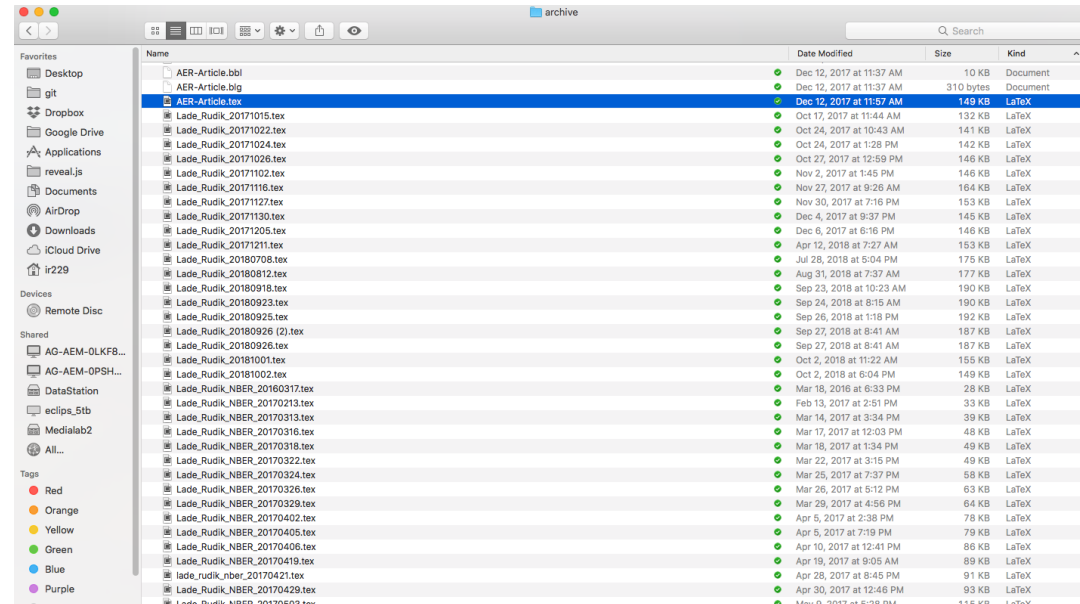 archive
Search
Favorites
Desktop
git
Dropbox
Google Drive
Applications
reveal.js
Documents
AirDrop
Downloads
iCloud Drive
ir229
Devices
Remote Disc
Shared
AG-AEM-0LKF8...
AG-AEM-0PSH...
DataStation
eclips_5tb
Medialab2
All...
Tags
Red
Orange
Yellow
Green
Blue
Purple
Name Date Modified Size Kind
AER-Article.bbl Dec 12, 2017 at 11:37 AM 10 KB Document
AER-Article.blg Dec 12, 2017 at 11:37 AM 310 bytes Document
AER-Article.tex Dec 12, 2017 at 11:57 AM 149 KB LaTeX
Lade_Rudik_20171015.tex Oct 17, 2017 at 11:44 AM 132 KB LaTeX
Lade_Rudik_20171022.tex Oct 24, 2017 at 10:43 AM 141 KB LaTeX
Lade_Rudik_20171024.tex Oct 24, 2017 at 1:28 PM 142 KB LaTeX
Lade_Rudik_20171026.tex Oct 27, 2017 at 12:59 PM 146 KB LaTeX
Lade_Rudik_20171102.tex Nov 2, 2017 at 1:45 PM 146 KB LaTeX
Lade_Rudik_20171116.tex Nov 27, 2017 at 9:26 AM 164 KB LaTeX
Lade_Rudik_20171127.tex Nov 30, 2017 at 7:16 PM 153 KB LaTeX
Lade_Rudik_20171130.tex Dec 4, 2017 at 9:37 PM 145 KB LaTeX
Lade_Rudik_20171205.tex Dec 6, 2017 at 6:16 PM 146 KB LaTeX
Lade_Rudik_20171211.tex Apr 12, 2018 at 7:27 AM 153 KB LaTeX
Lade_Rudik_20180708.tex Jul 28, 2018 at 5:04 PM 175 KB LaTeX
Lade_Rudik_20180812.tex Aug 31, 2018 at 7:37 AM 177 KB LaTeX
Lade_Rudik_20180918.tex Sep 23, 2018 at 10:23 AM 190 KB LaTeX
Lade_Rudik_20180923.tex Sep 24, 2018 at 8:15 AM 190 KB LaTeX
Lade_Rudik_20180925.tex Sep 26, 2018 at 1:18 PM 192 KB LaTeX
Lade_Rudik_20180926 (2).tex Sep 27, 2018 at 8:41 AM 187 KB LaTeX
Lade_Rudik_20180926.tex Sep 27, 2018 at 8:41 AM 187 KB LaTeX
Lade_Rudik_20181001.tex Oct 2, 2018 at 11:22 AM 155 KB LaTeX
Lade_Rudik_20181002.tex Oct 2, 2018 at 6:04 PM 149 KB LaTeX
Lade_Rudik_NBER_20160317.tex Mar 18, 2016 at 6:33 PM 28 KB LaTeX
Lade_Rudik_NBER_20170213.tex Feb 13, 2017 at 2:51 PM 33 KB LaTeX
Lade_Rudik_NBER_20170313.tex Mar 14, 2017 at 3:34 PM 39 KB LaTeX
Lade_Rudik_NBER_20170316.tex Mar 17, 2017 at 12:03 PM 48 KB LaTeX
Lade_Rudik_NBER_20170318.tex Mar 18, 2017 at 1:34 PM 49 KB LaTeX
Lade_Rudik_NBER_20170322.tex Mar 22, 2017 at 3:15 PM 49 KB LaTeX
Lade_Rudik_NBER_20170324.tex Mar 25, 2017 at 7:37 PM 58 KB LaTeX
Lade_Rudik_NBER_20170326.tex Mar 26, 2017 at 5:12 PM 63 KB LaTeX
Lade_Rudik_NBER_20170329.tex Mar 29, 2017 at 4:56 PM 64 KB LaTeX
Lade_Rudik_NBER_20170402.tex Apr 5, 2017 at 2:38 PM 78 KB LaTeX
Lade_Rudik_NBER_20170405.tex Apr 5, 2017 at 7:19 PM 79 KB LaTeX
Lade_Rudik_NBER_20170406.tex Apr 10, 2017 at 12:41 PM 86 KB LaTeX
Lade_Rudik_NBER_20170419.tex Apr 19, 2017 at 9:05 AM 89 KB LaTeX
lade_rudik_nber_20170421.tex Apr 28, 2017 at 8:45 PM 91 KB LaTeX
Lade_Rudik_NBER_20170429.tex Apr 30, 2017 at 12:46 PM 93 KB LaTeX
Lade_Rudik_NBER_20170503.tex May 9, 2017 at 5:28 PM 115 KB LaTeX